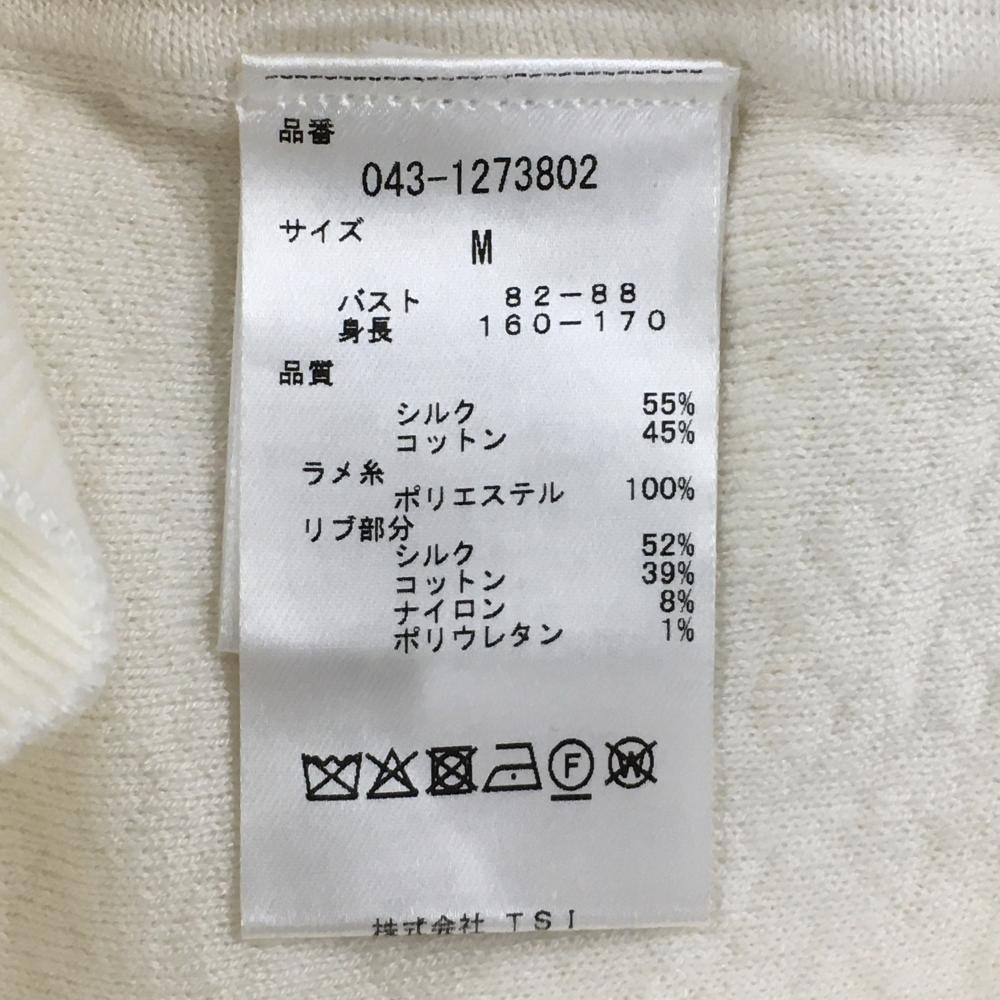 品番
043-1273802
サイズ M
バスト 82-88
身長 160-170
品質
シルク 55%
コットン 45%
ラメ糸
ポリエステル 100%
リブ部分
シルク 52%
コットン 39%
ナイロン 8%
ポリウレタン 1%
F W
株式会社 TSI